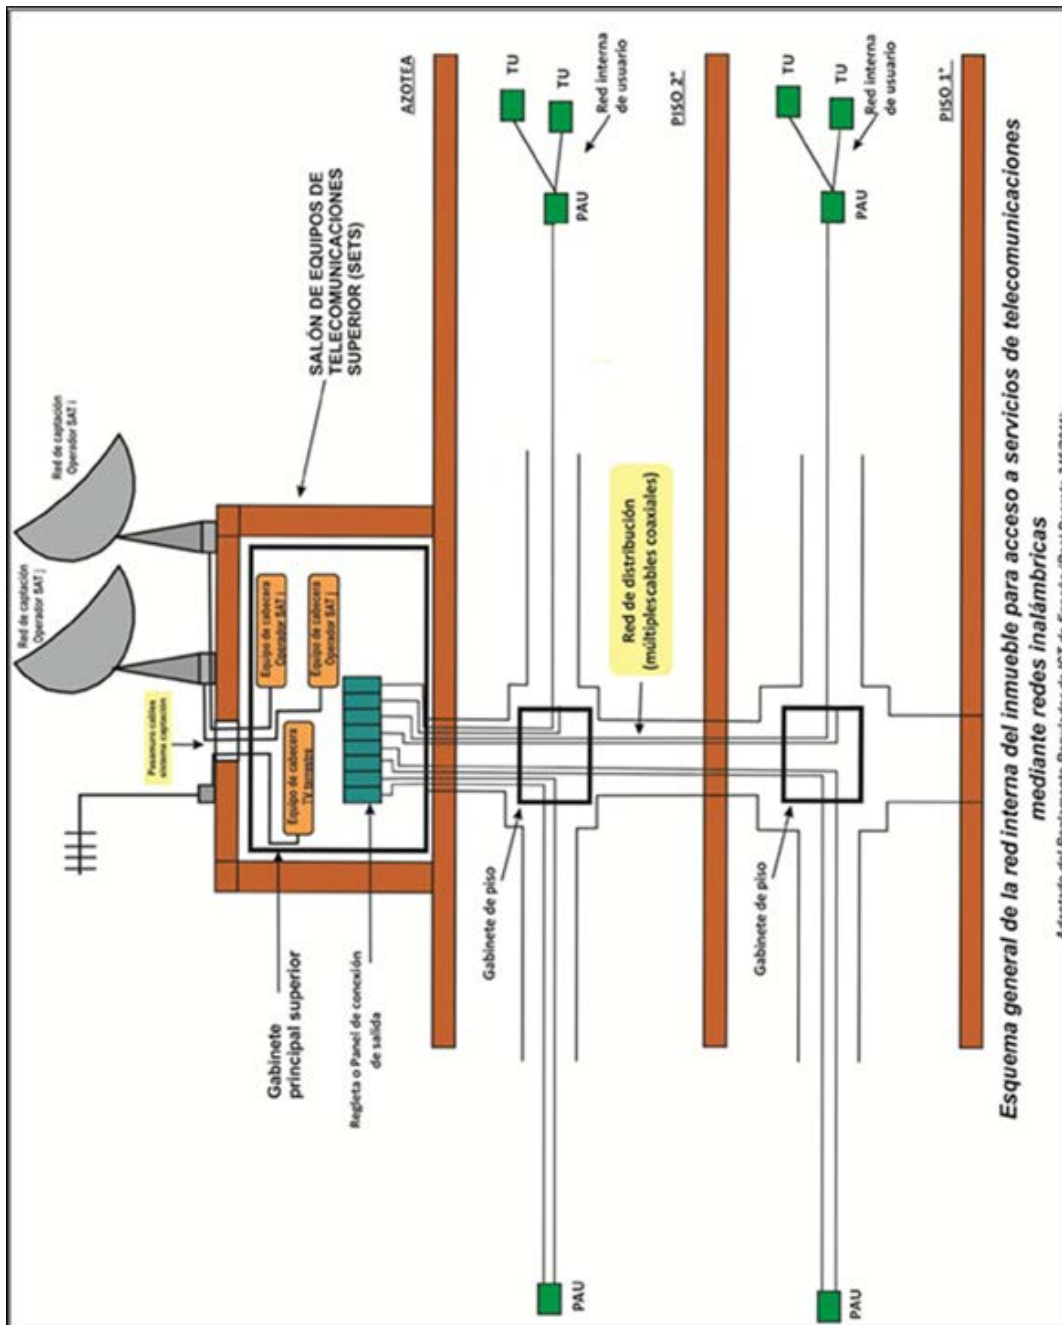 Red de captación
Operador SAT j
Red de captación
Operador SAT i
Pasamuro cables
sistema captación
SALÓN DE EQUIPOS DE
TELECOMUNICACIONES
SUPERIOR (SETS)
Equipo de cabecera
TV terrestre
Equipo de cabecera
Operador SAT i
Equipo de cabecera
Operador SAT j
Gabinete
principal superior
Regleta o Panel de conexión
de salida
AZOTEA
TU
TU
Red interna
de usuario
PAU
PAU
Gabinete de piso
Red de distribución
(múltiples cables coaxiales)
PISO 2°
TU
TU
Red interna
de usuario
PAU
PAU
Gabinete de piso
PISO 1°
Esquema general de la red interna del inmueble para acceso a servicios de telecomunicaciones
mediante redes inalámbricas